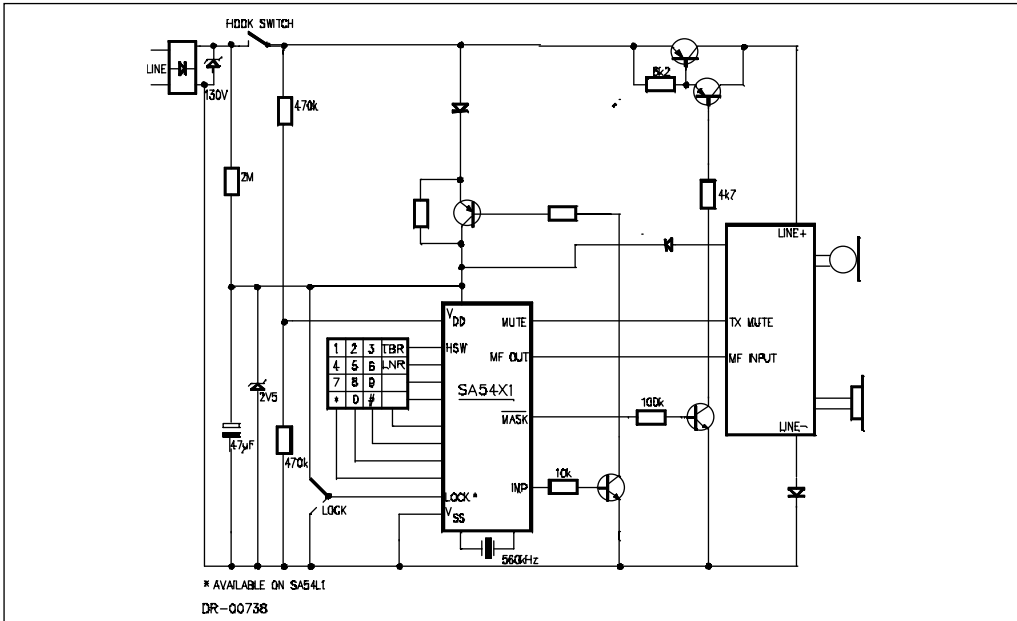 HOOK SWITCH
LINE
130V
470k
2M
8k2
4k7
LINE+
TX MUTE
MF INPUT
LINE-
VDD
HSW
MUTE
MF OUT
SA54X1
MASK
INP
LOCK *
VSS
1 2 3 TBR
4 5 6 LNR
7 8 9
* 0 #
2V5
47µF
470k
LOCK
100k
10k
560kHz
* AVAILABLE ON SA54L1
DR-00738